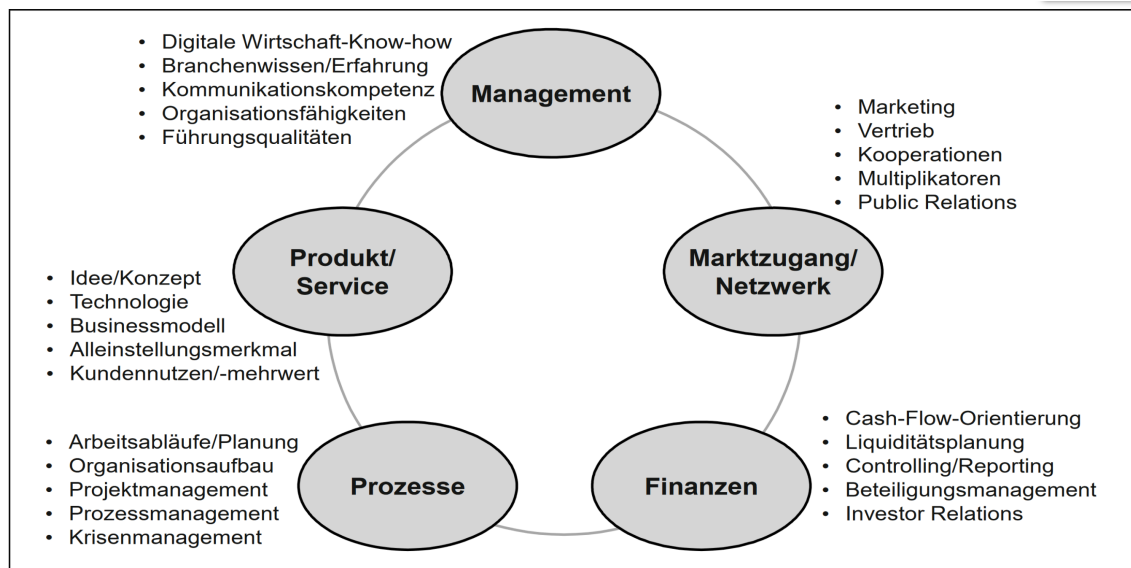 • Digitale Wirtschaft-Know-how
• Branchenwissen/Erfahrung
• Kommunikationskompetenz
• Organisationsfähigkeiten
• Führungsqualitäten
Management
• Marketing
• Vertrieb
• Kooperationen
• Multiplikatoren
• Public Relations
Produkt/
Service
Marktzugang/
Netzwerk
• Idee/Konzept
• Technologie
• Businessmodell
• Alleinstellungsmerkmal
• Kundennutzen/-mehrwert
• Arbeitsabläufe/Planung
• Organisationsaufbau
• Projektmanagement
• Prozessmanagement
• Krisenmanagement
Prozesse
Finanzen
• Cash-Flow-Orientierung
• Liquiditätsplanung
• Controlling/Reporting
• Beteiligungsmanagement
• Investor Relations